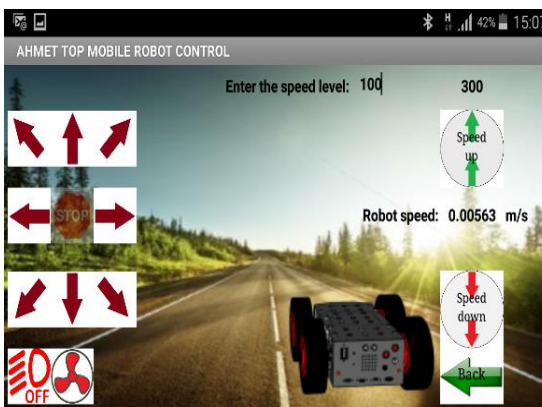 H 42% 15:07
AHMET TOP MOBILE ROBOT CONTROL
Enter the speed level: 100 300
Speed
up
STOP
Robot speed: 0.00563 m/s
Speed
down
OFF
Back